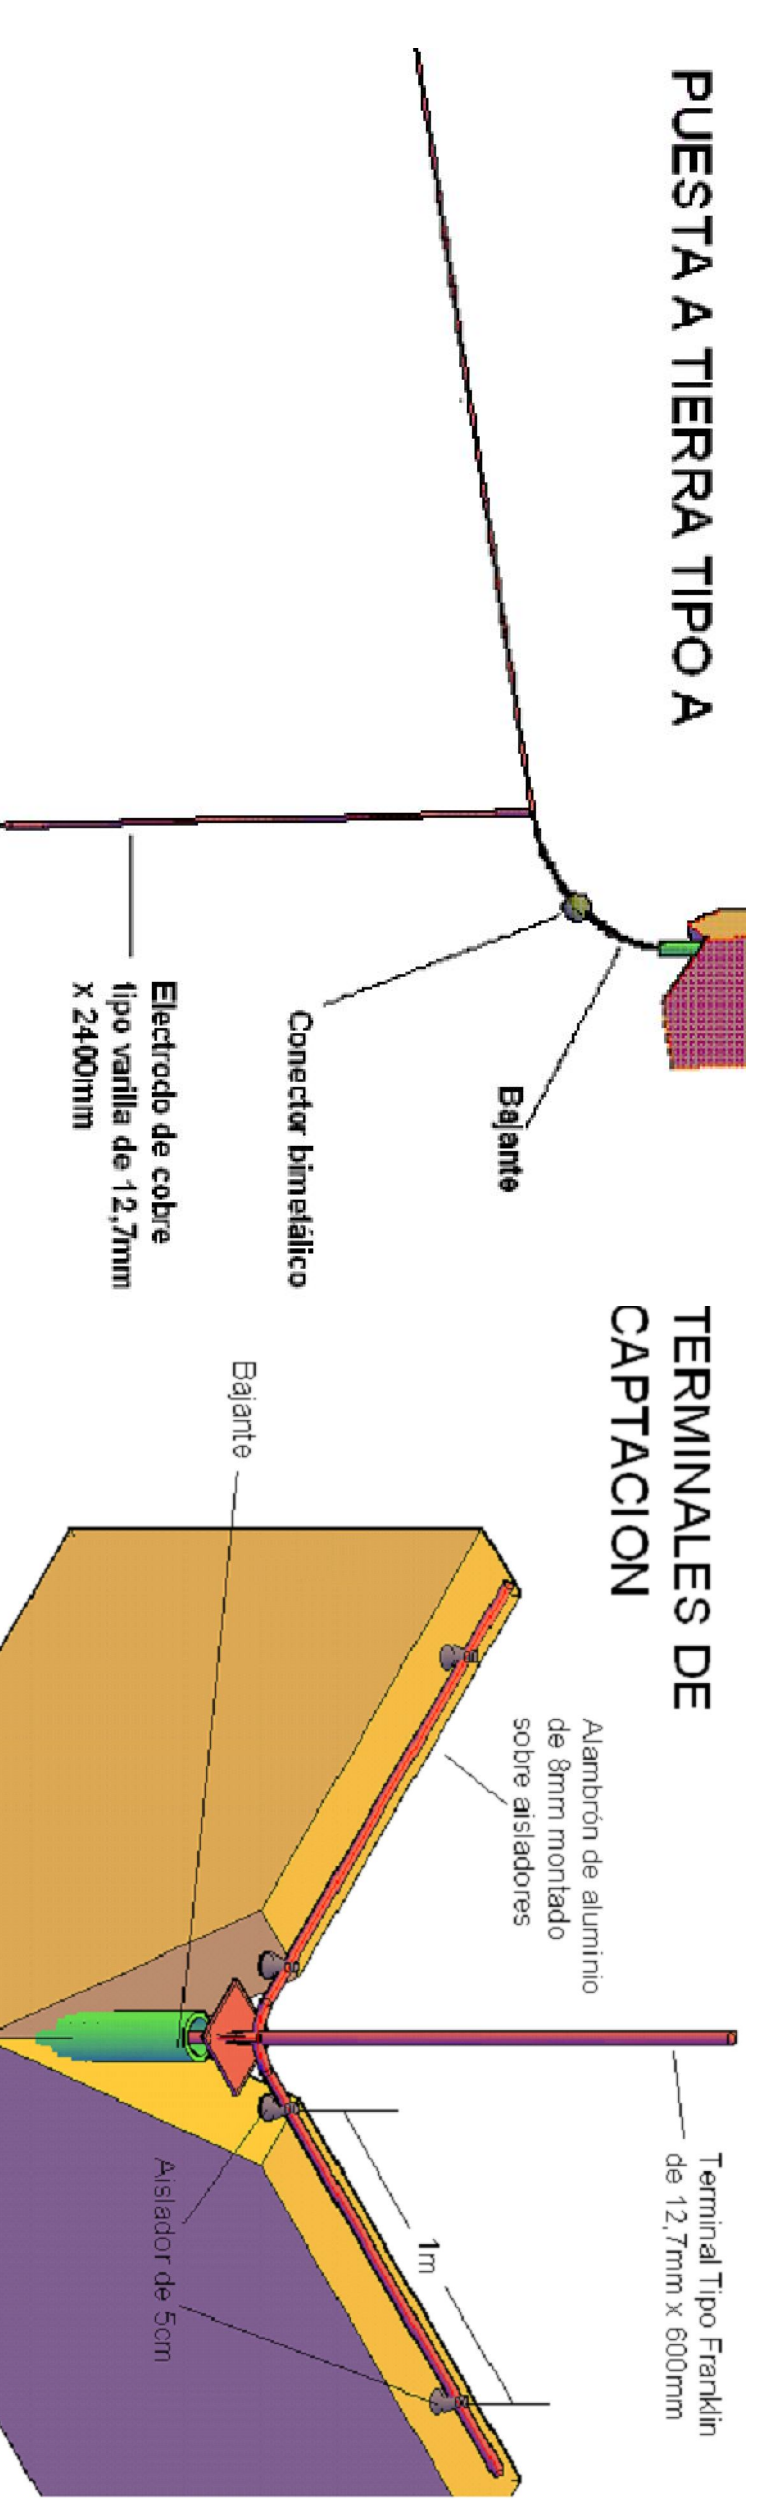 PUESTA A TIERRA TIPO A
Bajante
Conector bimetálico
Electrodo de cobre
tipo varilla de 12,7mm
x 2400mm
TERMINALES DE
CAPTACION
Terminal Tipo Franklin
de 12,7mm x 600mm
Alambrón de aluminio
de 8mm montado
sobre aisladores
1m
Bajante
Aislador de 5cm